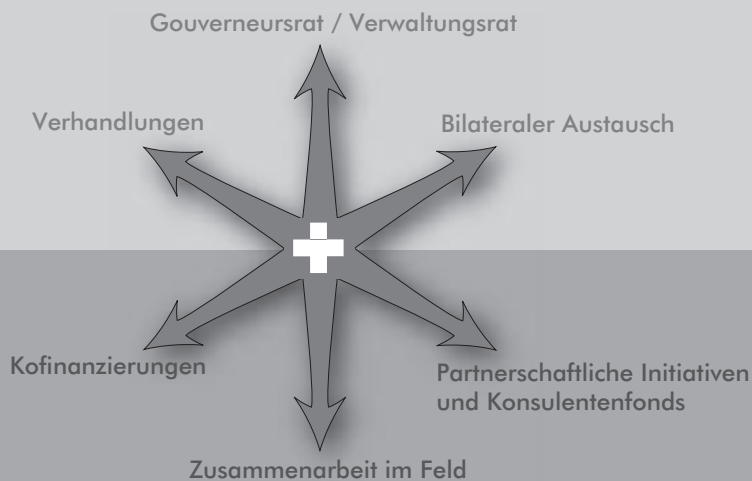 Gouverneursrat / Verwaltungsrat
Verhandlungen
Bilateraler Austausch
Kofinanzierungen
Partnerschaftliche Initiativen
und Konsulentenfonds
Zusammenarbeit im Feld